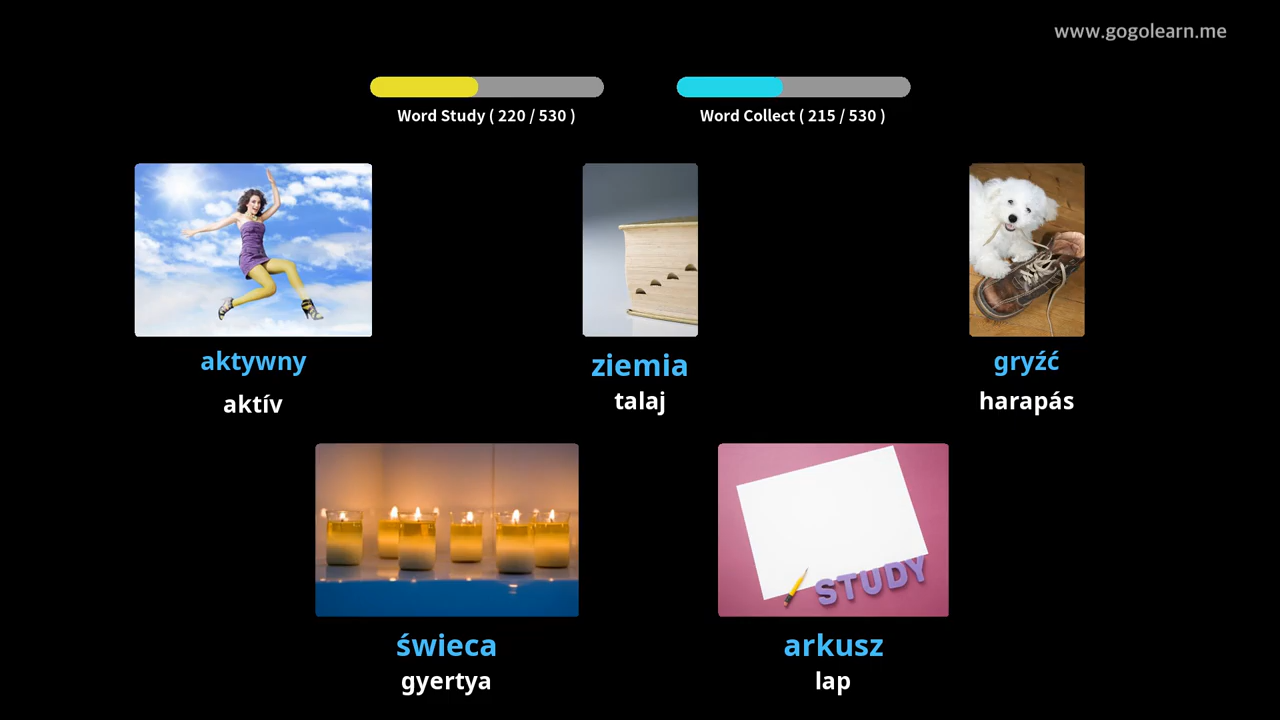 www.gogolearn.me
Word Study ( 220 / 530 )
Word Collect ( 215 / 530 )
aktywny
aktív
ziemia
talaj
gryźć
harapás
STUDY
świeca
gyertya
arkusz
lap